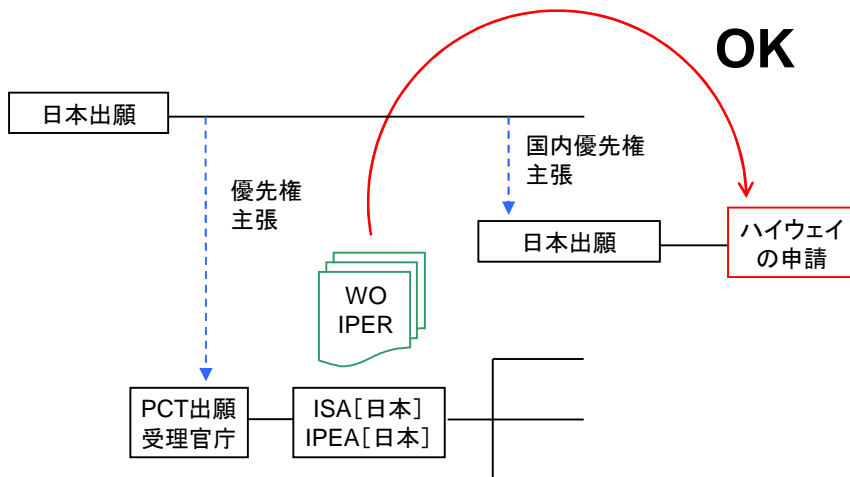 OK
日本出願
国内優先権
主張
優先権
主張
日本出願
ハイウェイ
の申請
WO
IPER
PCT出願
受理官庁
ISA[日本]
IPEA[日本]